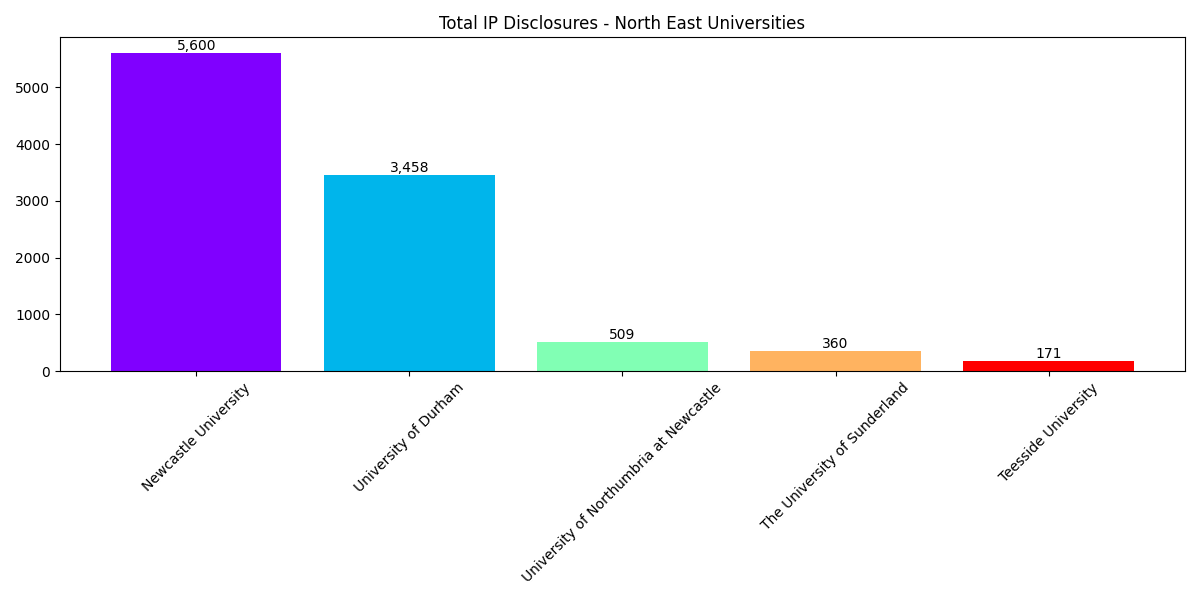 Total IP Disclosures - North East Universities
5,600
3,458
509
360
171
5000
4000
3000
2000
1000
0
Newcastle University
University of Durham
University of Northumbria at Newcastle
The University of Sunderland
Teesside University